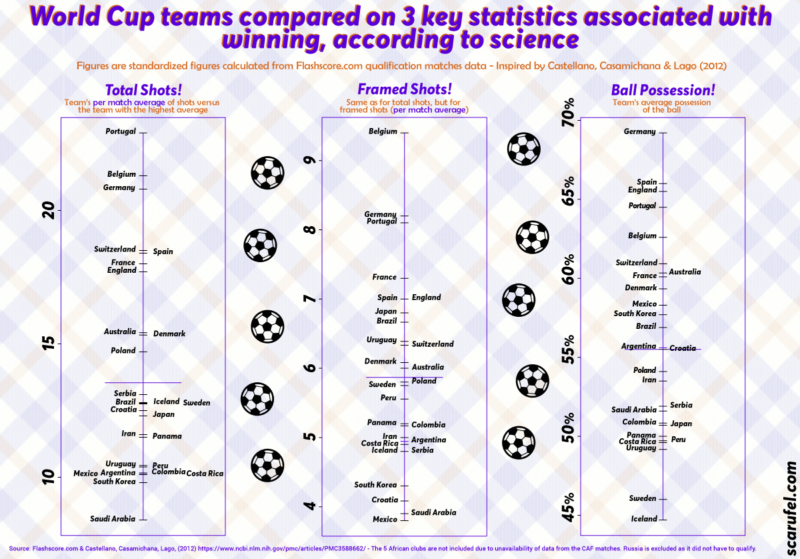 World Cup teams compared on 3 key statistics associated with
winning, according to science
Figures are standardized figures calculated from Flashscore.com qualification matches data - Inspired by Castellano, Casamichana & Lago (2012)
Total Shots!
Team's per match average of shots versus
the team with the highest average
Portugal
Belgium
Germany
20
Switzerland Spain
France
England
Australia Denmark
15
Poland
Serbia
Brazil Iceland Sweden
Croatia
Japan
Iran Panama
Uruguay Peru
Mexico Argentina Colombia Costa Rica
10
South Korea
Saudi Arabia
Framed Shots!
Same as for total shots, but for
framed shots (per match average)
Belgium
9
Germany
Portugal
8
France
7
Spain England
Japan
Brazil
Uruguay Switzerland
Denmark
6
Australia
Sweden Poland
Peru
Panama Colombia
5
Iran Argentina
Costa Rica
Iceland Serbia
South Korea
Croatia
4
Saudi Arabia
Mexico
Ball Possession!
Team's average possession
of the ball
70%
Germany
Spain
England
65%
Portugal
Belgium
Switzerland
Australia
60%
France
Denmark
Mexico
South Korea
Brazil
Argentina Croatia
55%
Poland
Iran
Serbia
Saudi Arabia
Colombia Japan
50%
Panama
Costa Rica Peru
Uruguay
Sweden
45%
Iceland
scarufel.com
Source: Flashscore.com & Castellano, Casamichana, Lago, (2012) https://www.ncbi.nlm.nih.gov/pmc/articles/PMC3588662/ - The 5 African clubs are not included due to unavailability of data from the CAF matches. Russia is excluded as it did not have to qualify.